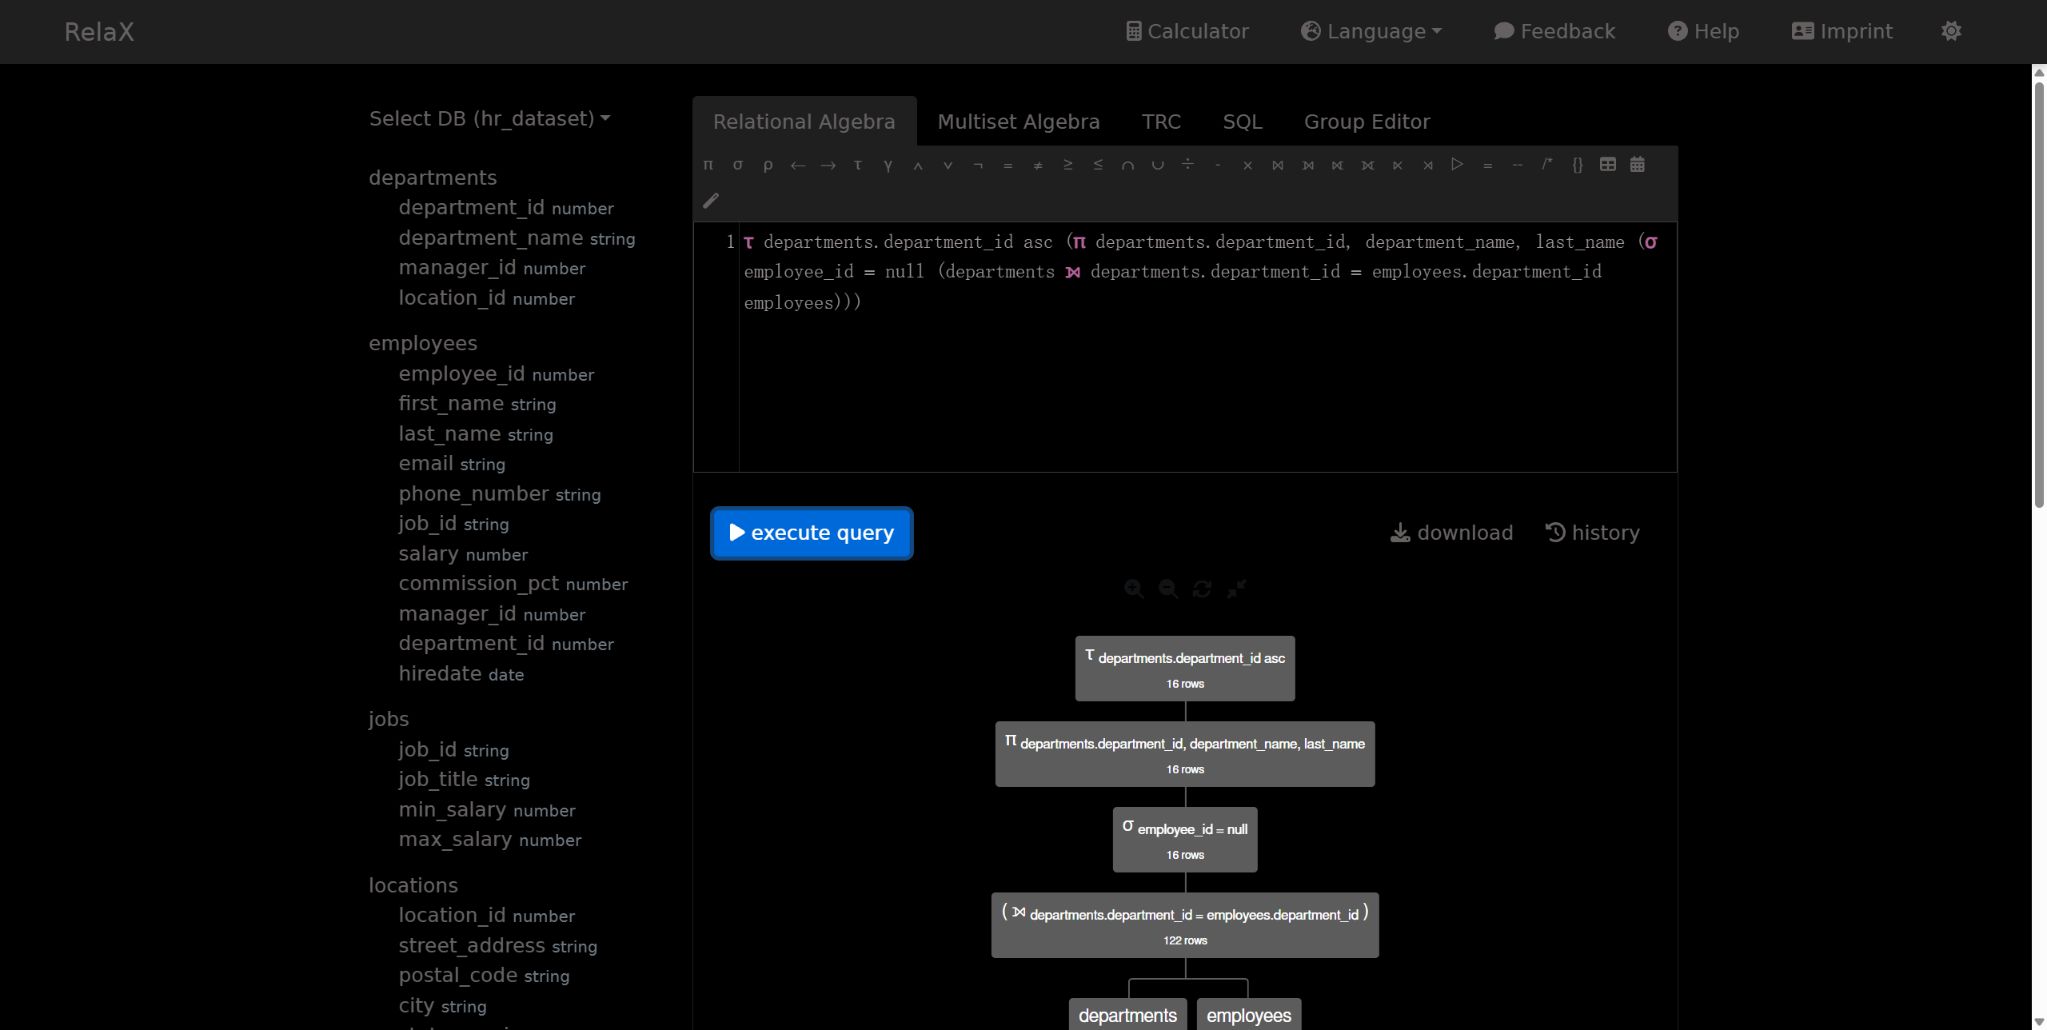 RelaX
Calculator
Language
Feedback
Help
Imprint
Select DB (hr_dataset)
departments
department_id number
department_name string
manager_id number
location_id number
employees
employee_id number
first_name string
last_name string
email string
phone_number string
job_id string
salary number
commission_pct number
manager_id number
department_id number
hiredate date
jobs
job_id string
job_title string
min_salary number
max_salary number
locations
location_id number
street_address string
postal_code string
city string
Relational Algebra
Multiset Algebra
TRC
SQL
Group Editor
π σ ρ ← → τ γ ∧ ∨ ¬ = ≠ ≥ ≤ ∩ ∪ ÷ - × ⋈ ⟕ ⟖ ⟗ ⋉ ⋊ ▷ = -- /* {}
1 τ departments.department_id asc (π departments.department_id, department_name, last_name (σ
employee_id = null (departments ⟕ departments.department_id = employees.department_id
employees)))
execute query
download
history
τ departments.department_id asc
16 rows
π departments.department_id, department_name, last_name
16 rows
σ employee_id = null
16 rows
( ⟕ departments.department_id = employees.department_id )
122 rows
departments
employees